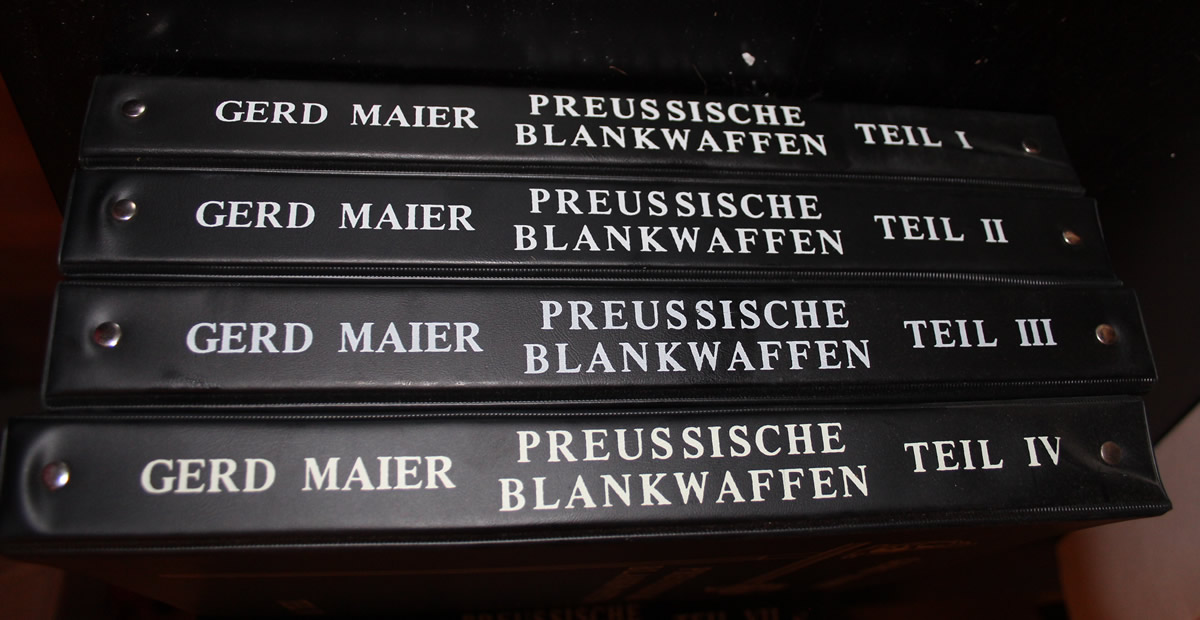 GERD MAIER PREUSSISCHE BLANKWAFFEN TEIL I
GERD MAIER PREUSSISCHE BLANKWAFFEN TEIL II
GERD MAIER PREUSSISCHE BLANKWAFFEN TEIL III
GERD MAIER PREUSSISCHE BLANKWAFFEN TEIL IV
PREUSSISCHE